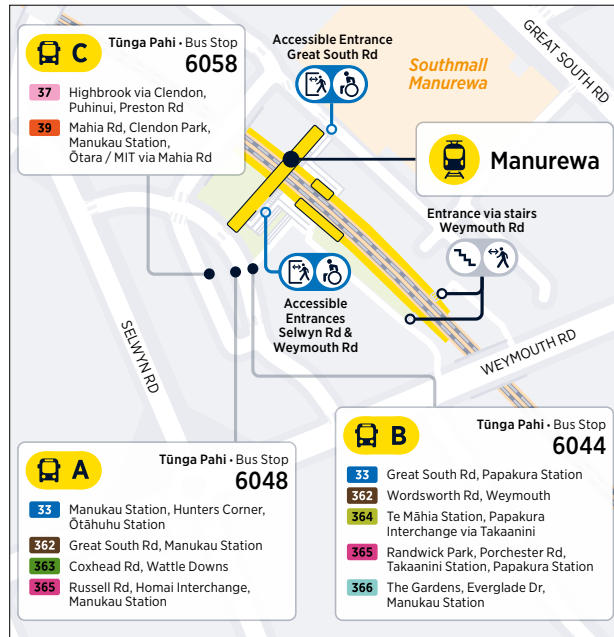 C
Tūnga Pahi • Bus Stop
6058
37 Highbrook via Clendon,
Puhinui, Preston Rd
39 Mahia Rd, Clendon Park,
Manukau Station,
Ōtara / MIT via Mahia Rd
Accessible Entrance
Great South Rd
Southmall
Manurewa
GREAT SOUTH RD
Manurewa
Entrance via stairs
Weymouth Rd
Accessible
Entrances
Selwyn Rd &
Weymouth Rd
SELWYN RD
WEYMOUTH RD
A
Tūnga Pahi • Bus Stop
6048
33 Manukau Station, Hunters Corner,
Ōtāhuhu Station
362 Great South Rd, Manukau Station
363 Coxhead Rd, Wattle Downs
365 Russell Rd, Homai Interchange,
Manukau Station
B
Tūnga Pahi • Bus Stop
6044
33 Great South Rd, Papakura Station
362 Wordsworth Rd, Weymouth
364 Te Māhia Station, Papakura
Interchange via Takaanini
365 Randwick Park, Porchester Rd,
Takaanini Station, Papakura Station
366 The Gardens, Everglade Dr,
Manukau Station